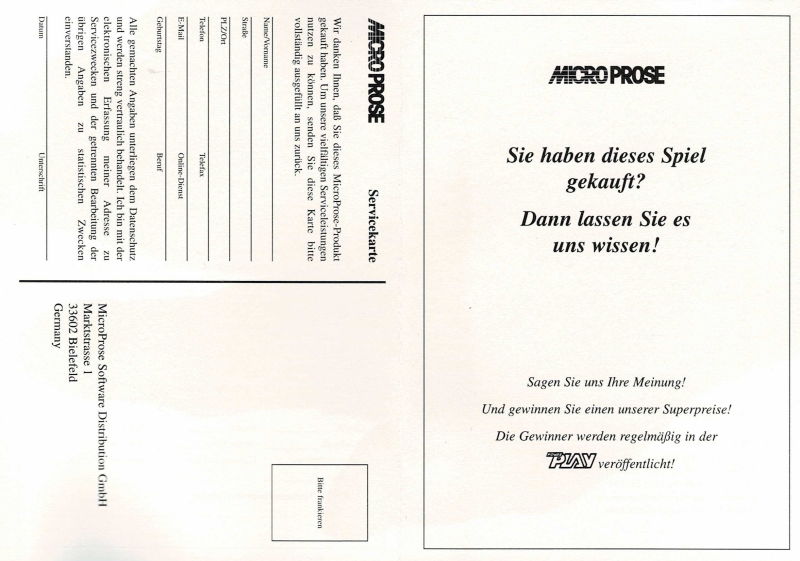 MICROPROSE
Servicekarte
Wir danken Ihnen, daß Sie dieses MicroProse-Produkt
gekauft haben. Um unsere vielfältigen Serviceleistungen
nutzen zu können, senden Sie diese Karte bitte
vollständig ausgefüllt an uns zurück.
Name/Vorname
Straße
PLZ/Ort
Telefon Telefax
E-Mail Online-Dienst
Geburtstag Beruf
Alle gemachten Angaben unterliegen dem Datenschutz
und werden streng vertraulich behandelt. Ich bin mit der
elektronischen Erfassung meiner Adresse zu
Servicezwecken und der getrennten Bearbeitung der
übrigen Angaben zu statistischen Zwecken
einverstanden.
Datum Unterschrift
Bitte frankieren
MicroProse Software Distribution GmbH
Marktstrasse 1
33602 Bielefeld
Germany
MICROPROSE
Sie haben dieses Spiel
gekauft?
Dann lassen Sie es
uns wissen!
Sagen Sie uns Ihre Meinung!
Und gewinnen Sie einen unserer Superpreise!
Die Gewinner werden regelmäßig in der
POWER PLAY veröffentlicht!